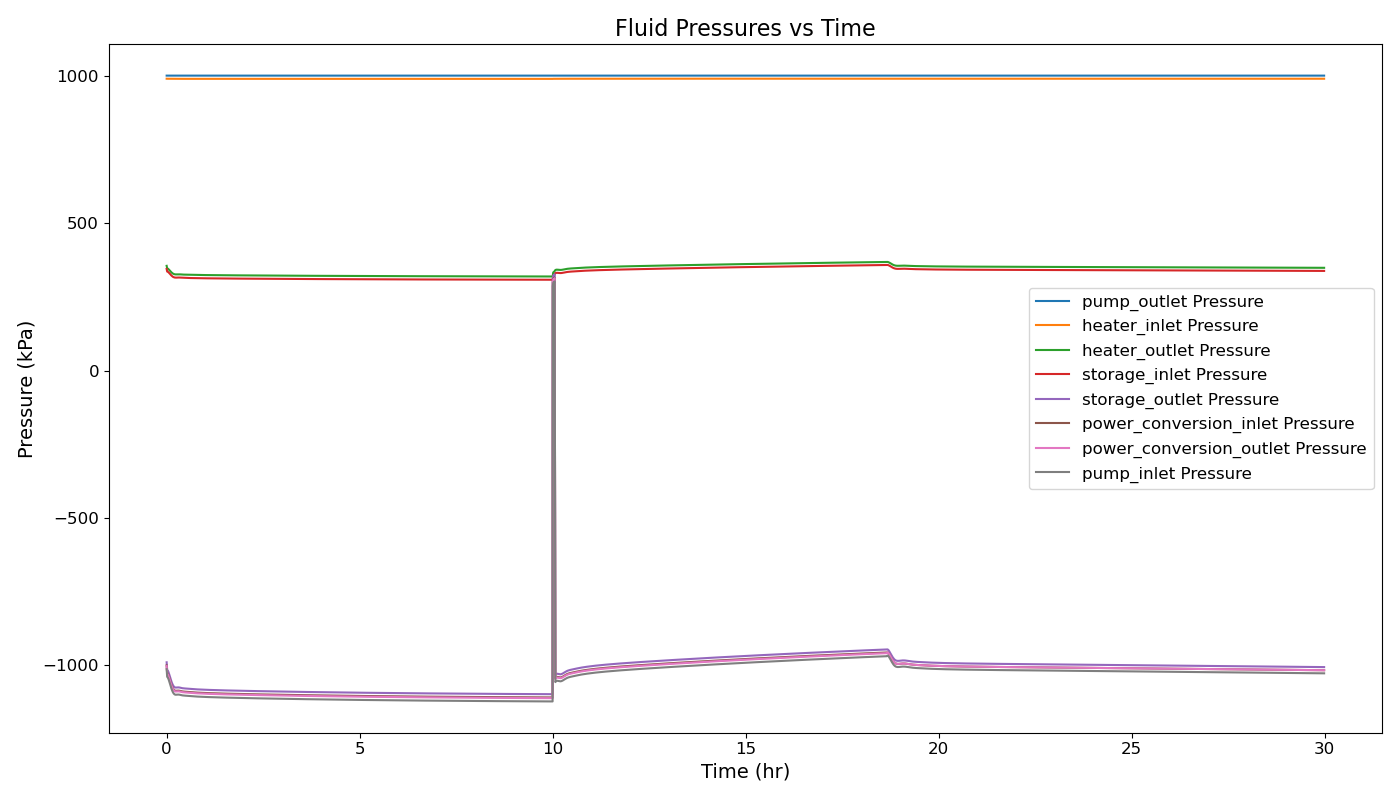 Fluid Pressures vs Time
Pressure (kPa)
1000
500
0
−500
−1000
pump_outlet Pressure
heater_inlet Pressure
heater_outlet Pressure
storage_inlet Pressure
storage_outlet Pressure
power_conversion_inlet Pressure
power_conversion_outlet Pressure
pump_inlet Pressure
0 5 10 15 20 25 30
Time (hr)